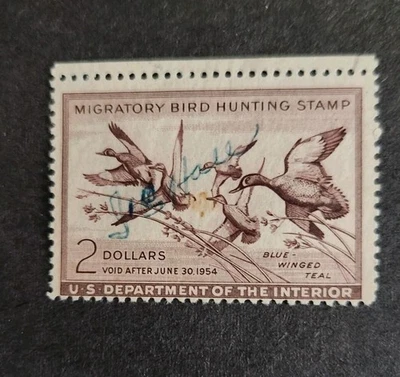 MIGRATORY BIRD HUNTING STAMP
2 DOLLARS
VOID AFTER JUNE 30, 1954
BLUE-
WINGED
TEAL
U·S·DEPARTMENT OF THE INTERIOR